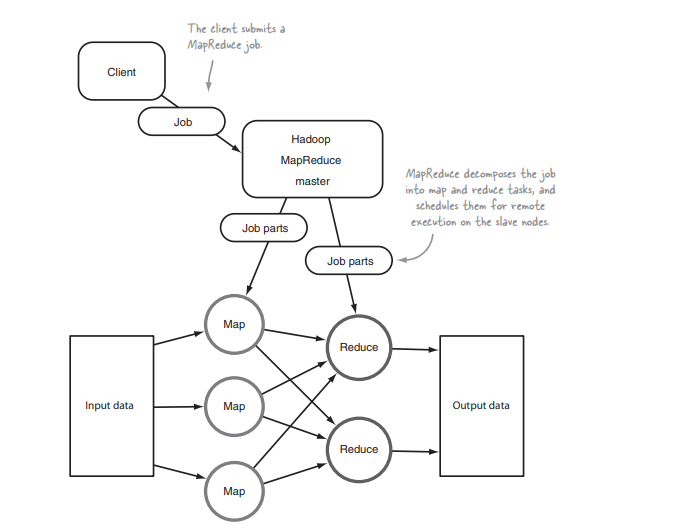 The client submits a
MapReduce job.
Client
Job
Hadoop
MapReduce
master
MapReduce decomposes the job
into map and reduce tasks, and
schedules them for remote
execution on the slave nodes.
Job parts
Job parts
Map
Reduce
Input data
Map
Output data
Reduce
Map